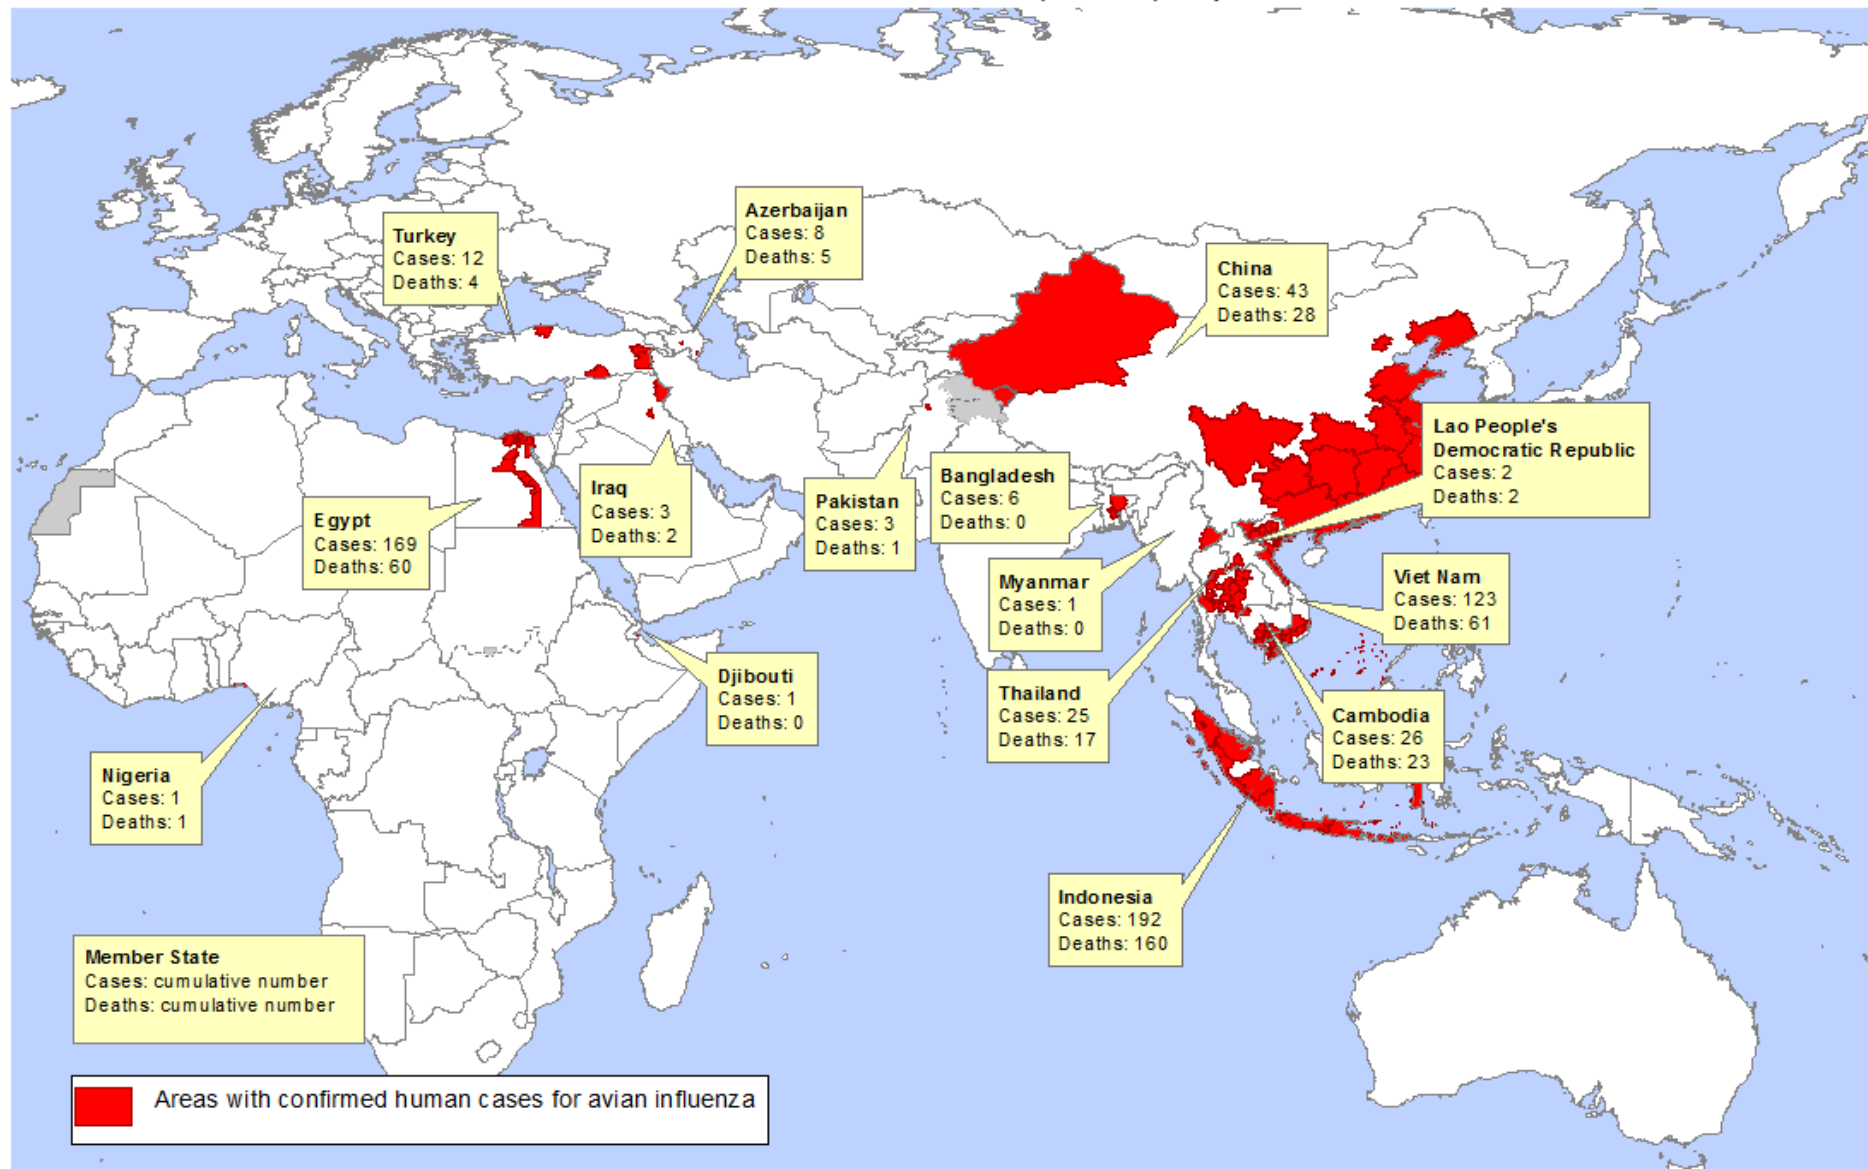 Azerbaijan
Cases: 8
Deaths: 5
Turkey
Cases: 12
Deaths: 4
China
Cases: 43
Deaths: 28
Lao People's
Democratic Republic
Cases: 2
Deaths: 2
Bangladesh
Cases: 6
Deaths: 0
Iraq
Cases: 3
Deaths: 2
Pakistan
Cases: 3
Deaths: 1
Egypt
Cases: 169
Deaths: 60
Myanmar
Cases: 1
Deaths: 0
Viet Nam
Cases: 123
Deaths: 61
Djibouti
Cases: 1
Deaths: 0
Thailand
Cases: 25
Deaths: 17
Cambodia
Cases: 26
Deaths: 23
Nigeria
Cases: 1
Deaths: 1
Indonesia
Cases: 192
Deaths: 160
Member State
Cases: cumulative number
Deaths: cumulative number
Areas with confirmed human cases for avian influenza